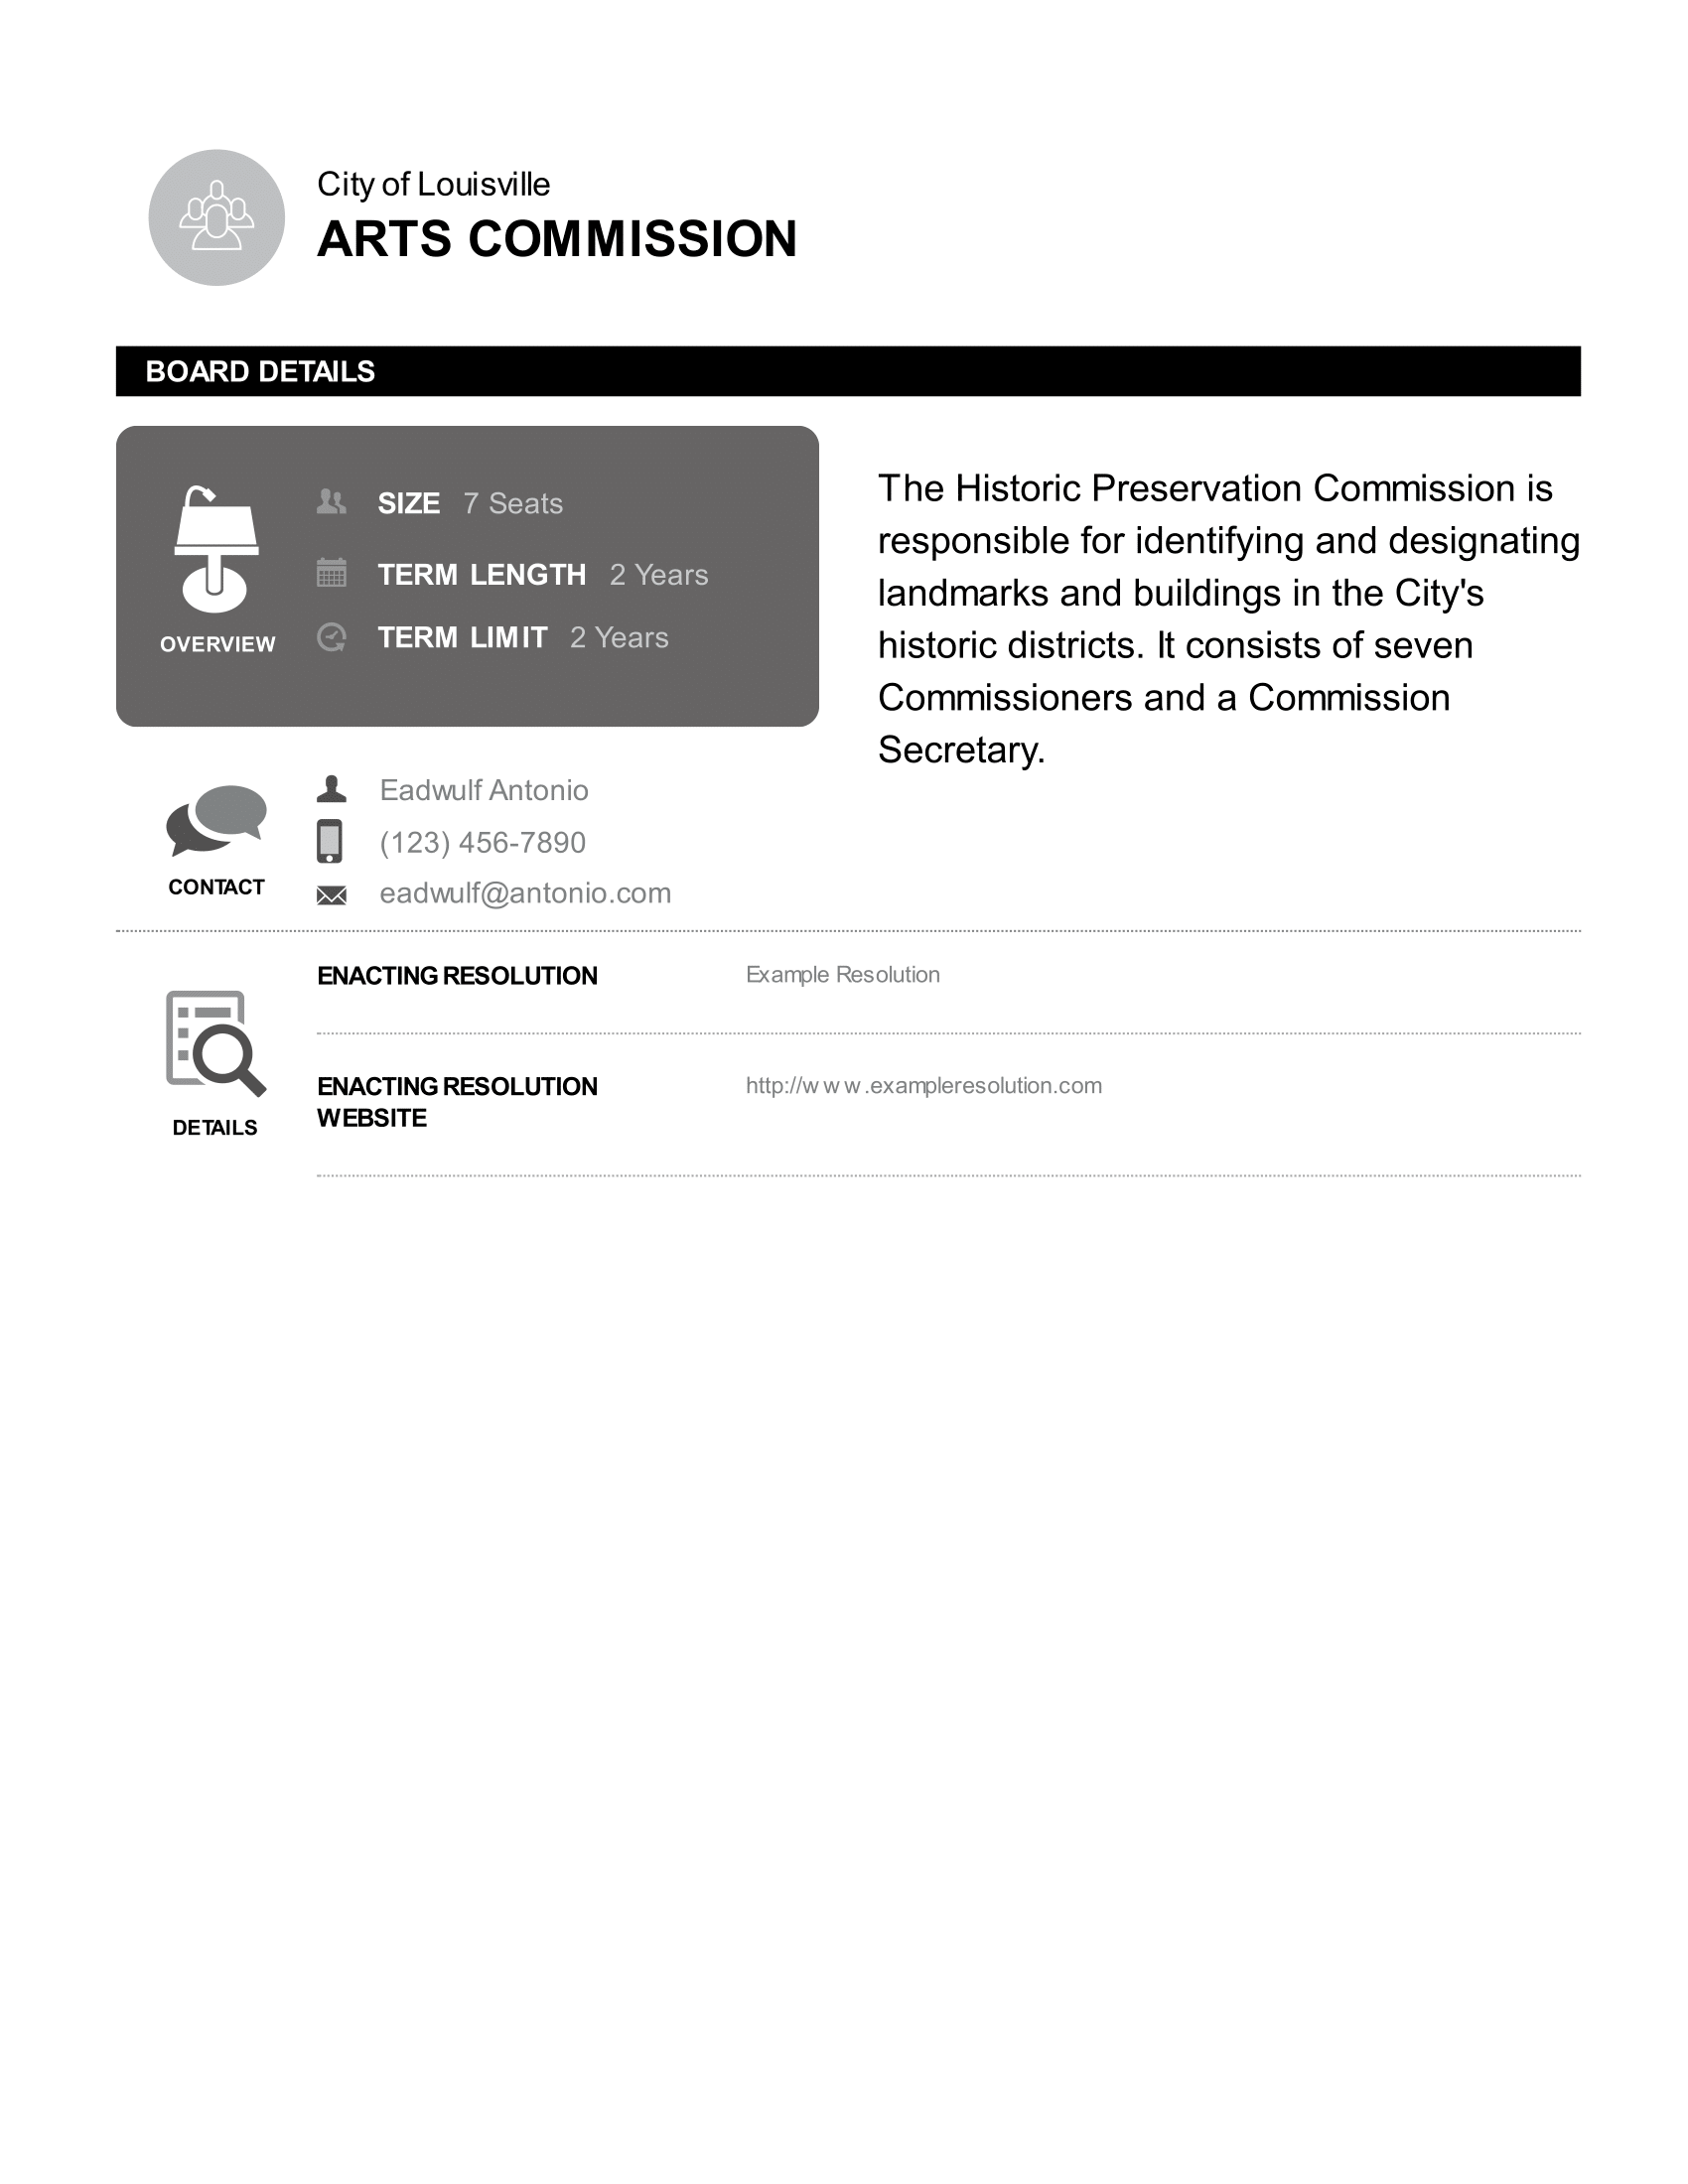 City of Louisville
ARTS COMMISSION
BOARD DETAILS
SIZE 7 Seats
TERM LENGTH 2 Years
TERM LIMIT 2 Years
OVERVIEW
The Historic Preservation Commission is
responsible for identifying and designating
landmarks and buildings in the City's
historic districts. It consists of seven
Commissioners and a Commission
Secretary.
Eadwulf Antonio
(123) 456-7890
eadwulf@antonio.com
CONTACT
ENACTING RESOLUTION Example Resolution
ENACTING RESOLUTION http://www.exampleresolution.com
WEBSITE
DETAILS